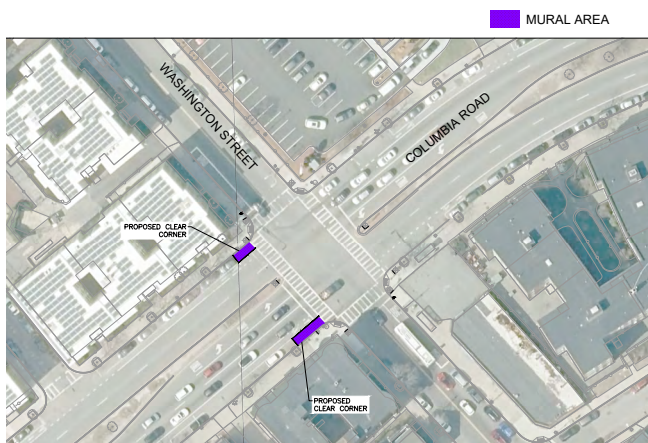 MURAL AREA
WASHINGTON STREET
COLUMBIA ROAD
PROPOSED CLEAR
CORNER
PROPOSED
CLEAR CORNER